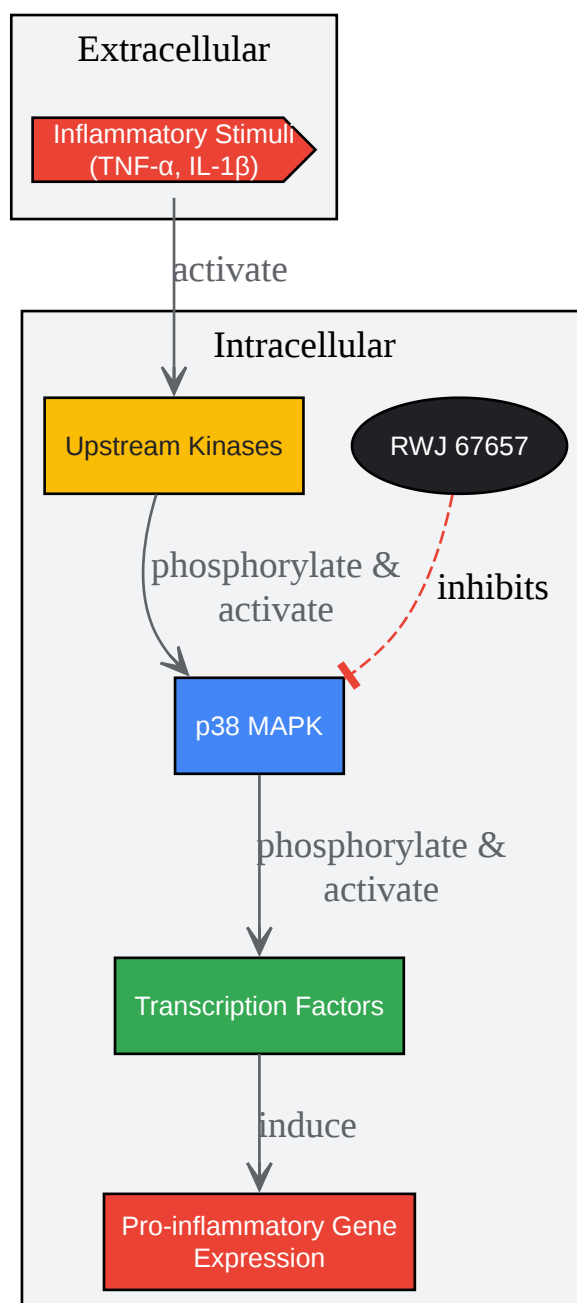 Extracellular
Inflammatory Stimuli
(TNF-α, IL-1β)
activate
Intracellular
Upstream Kinases
RWJ 67657
phosphorylate &
activate
inhibits
p38 MAPK
phosphorylate &
activate
Transcription Factors
induce
Pro-inflammatory Gene
Expression